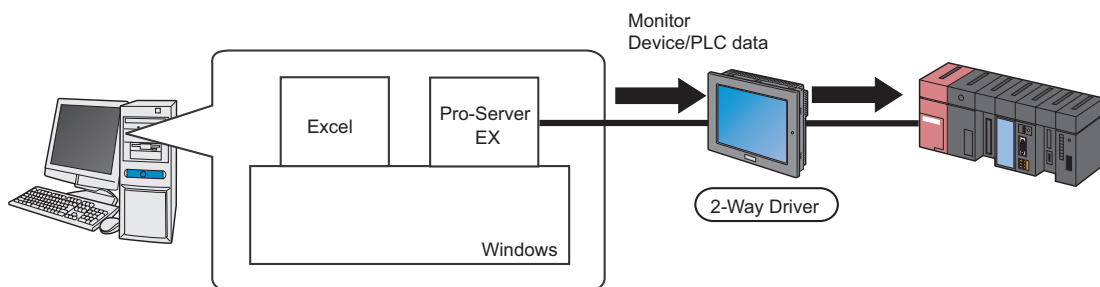 Monitor
Device/PLC data
Excel
Pro-Server
EX
2-Way Driver
Windows